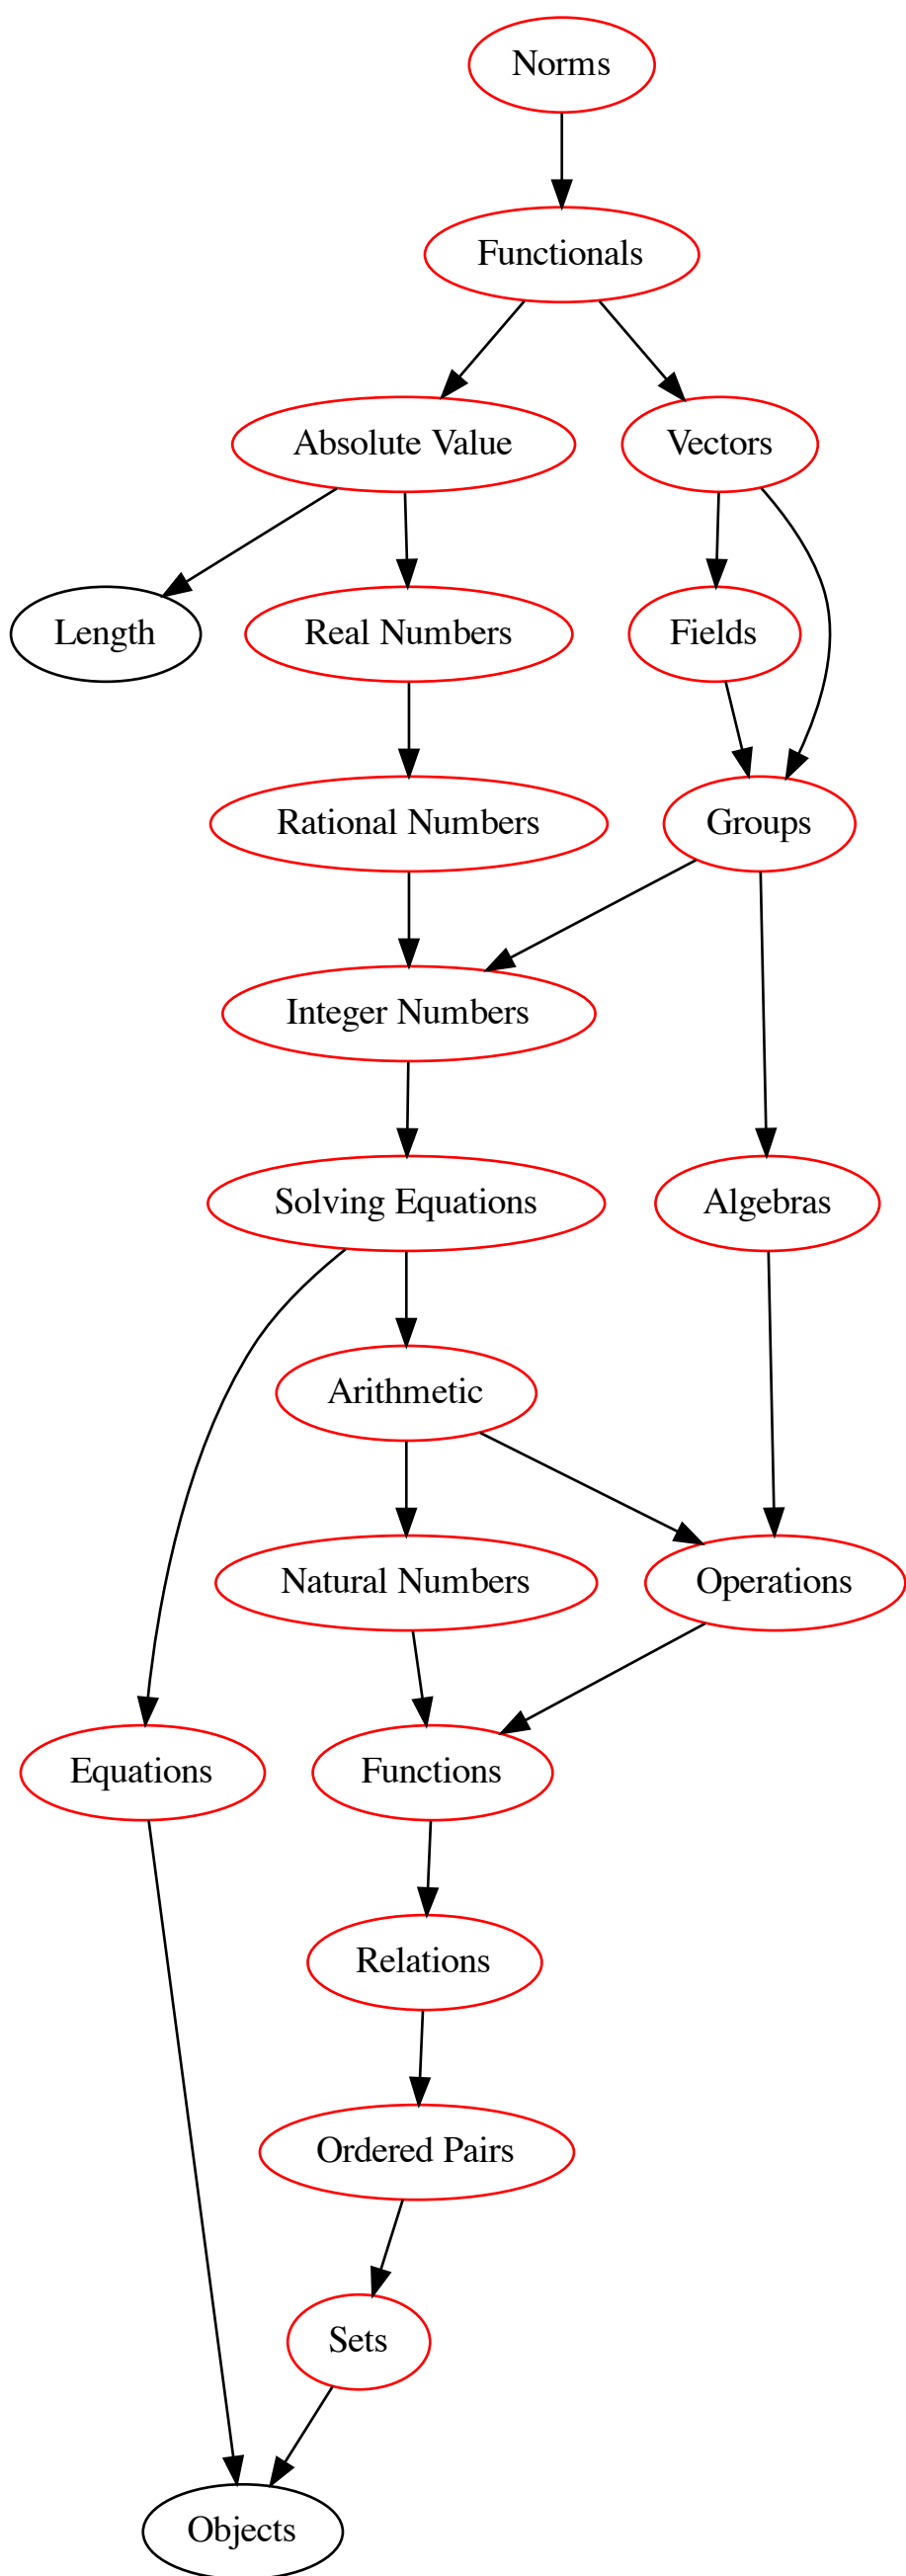 Norms
Functionals
Absolute Value
Vectors
Length
Real Numbers
Fields
Rational Numbers
Groups
Integer Numbers
Solving Equations
Algebras
Arithmetic
Natural Numbers
Operations
Equations
Functions
Relations
Ordered Pairs
Sets
Objects